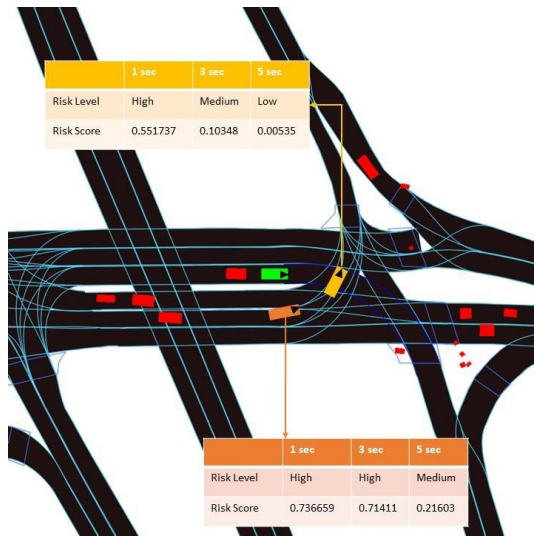 1 sec 3 sec 5 sec
Risk Level High Medium Low
Risk Score 0.551737 0.10348 0.00535
1 sec 3 sec 5 sec
Risk Level High High Medium
Risk Score 0.736659 0.71411 0.21603